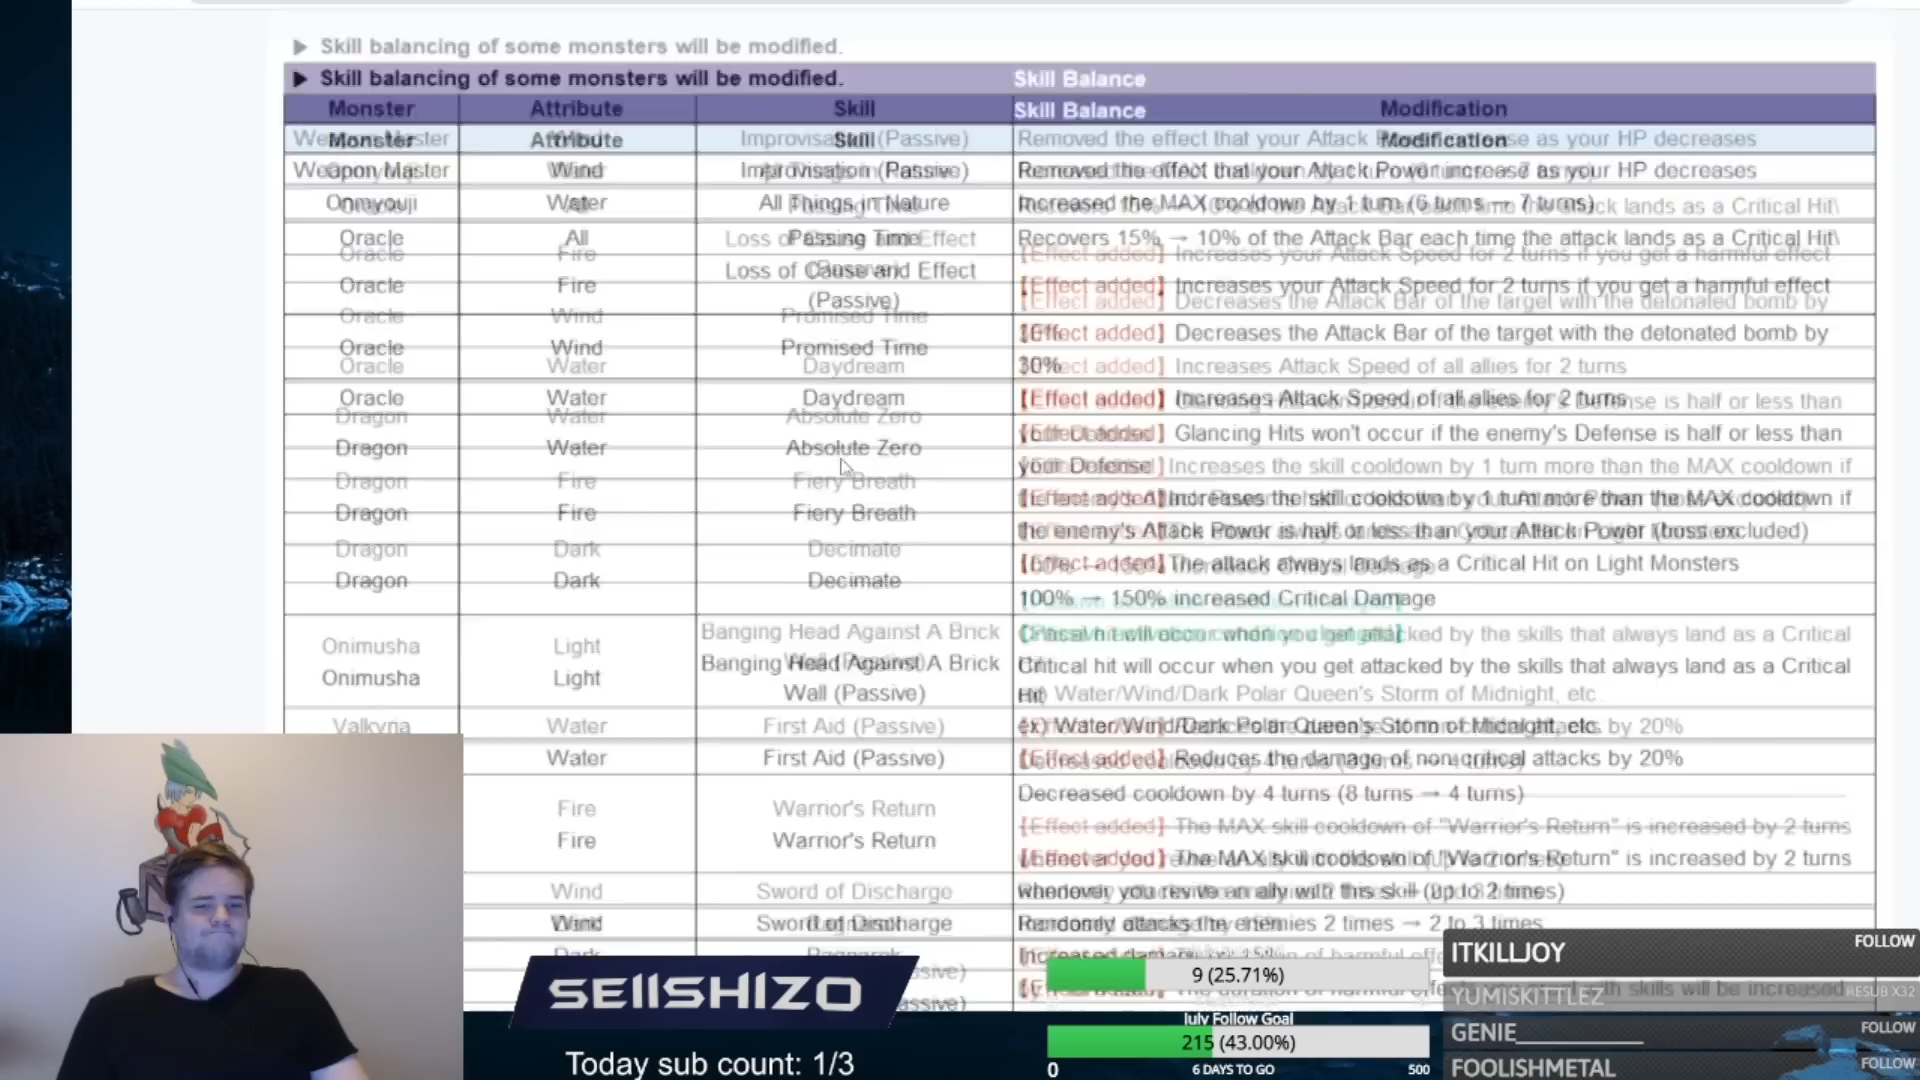 ▶ Skill balancing of some monsters will be modified.
▶ Skill balancing of some monsters will be modified. Skill Balance
Monster Attribute Skill Skill Balance Modification
Monster Attribute Skill Modification
Weapon Master Wind Improvisation (Passive) Removed the effect that your Attack Power increase as your HP decreases
Onmyouji Water All Things in Nature Increased the MAX cooldown by 1 turn (6 turns → 7 turns)
Oracle All Passing Time Recovers 15% → 10% of the Attack Bar each time the attack lands as a Critical Hit\
Loss of Cause and Effect
Oracle Fire [Effect added] Increases your Attack Speed for 2 turns if you get a harmful effect
(Passive)
[Effect added] Decreases the Attack Bar of the target with the detonated bomb by
Oracle Wind Promised Time
30%
Oracle Water Daydream [Effect added] Increases Attack Speed of all allies for 2 turns
[Effect added] Glancing Hits won't occur if the enemy's Defense is half or less than
Dragon Water Absolute Zero
your Defense
[Effect added] Increases the skill cooldown by 1 turn more than the MAX cooldown if
Dragon Fire Fiery Breath
the enemy's Attack Power is half or less than your Attack Power (boss excluded)
[Effect added] The attack always lands as a Critical Hit on Light Monsters
Dragon Dark Decimate
100% → 150% increased Critical Damage
Banging Head Against A Brick
Onimusha Light
Wall (Passive)
Critical hit will occur when you get attacked by the skills that always land as a Critical
Hit
ex) Water/Wind/Dark Polar Queen's Storm of Midnight, etc.
Valkyrja Water First Aid (Passive) [Effect added] Reduces the damage of non-critical attacks by 20%
Decreased cooldown by 4 turns (8 turns → 4 turns)
Fire Warrior's Return [Effect added] The MAX skill cooldown of "Warrior's Return" is increased by 2 turns
whenever you revive an ally with this skill (up to 2 times)
Wind Sword of Discharge Randomly attacks the enemies 2 times → 2 to 3 times
Dark Ragnarok Increased damage by 15%
SEIISHIZO
Today sub count: 1/3
9 (25.71%)
July Follow Goal
215 (43.00%)
0 6 DAYS TO GO 500
ITKILLJOY FOLLOW
YUMISKITTLEZ RESUB X32
GENIE__________ FOLLOW
FOOLISHMETAL FOLLOW